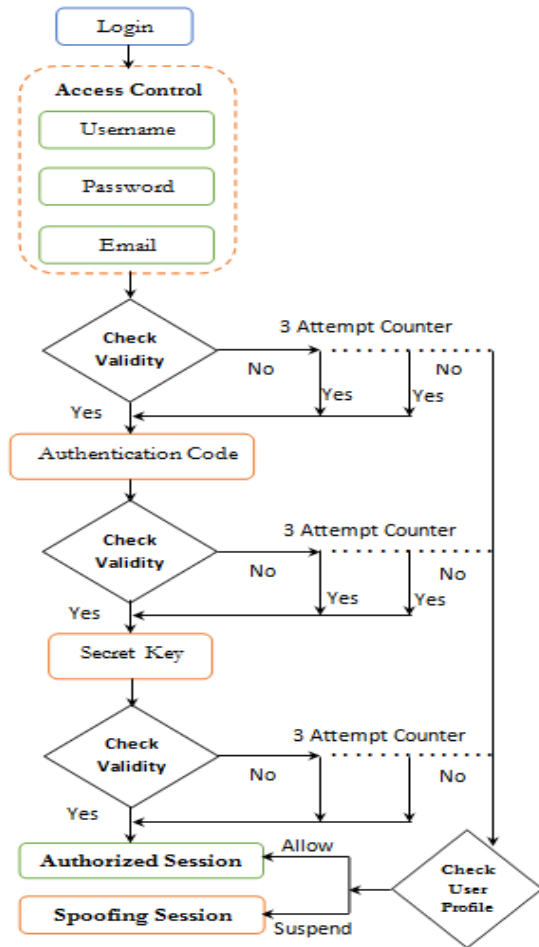 Login
Access Control
Username
Password
Email
Check
Validity
3 Attempt Counter
No
Yes
Yes
No
Yes
Authentication Code
Check
Validity
3 Attempt Counter
No
Yes
Yes
No
Yes
Secret Key
Check
Validity
3 Attempt Counter
No
No
Yes
Authorized Session
Allow
Check
User
Profile
Spoofing Session
Suspend